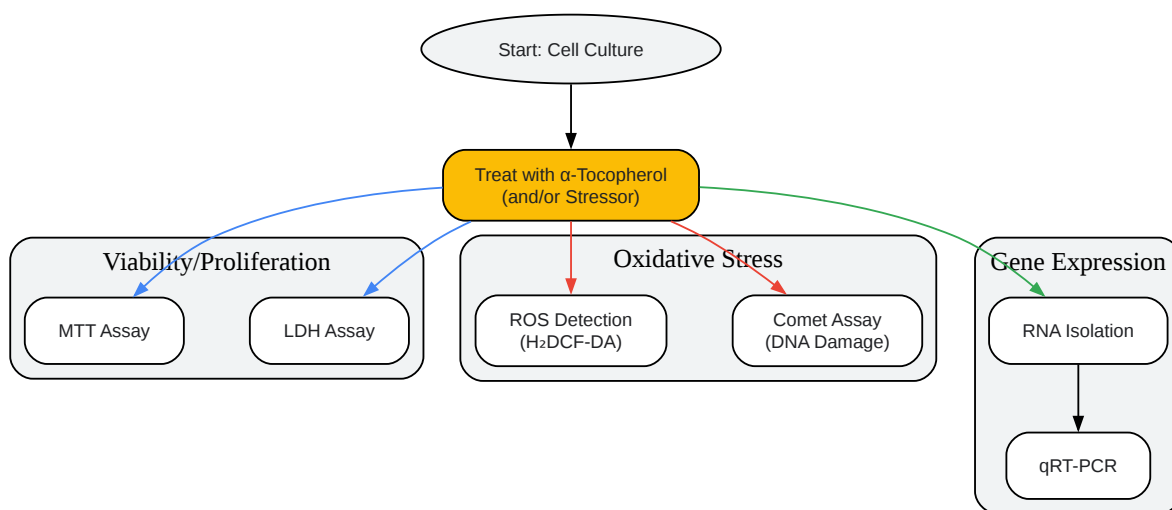 Start: Cell Culture
Treat with α-Tocopherol
(and/or Stressor)
Viability/Proliferation
MTT Assay
LDH Assay
Oxidative Stress
ROS Detection
(H₂DCF-DA)
Comet Assay
(DNA Damage)
Gene Expression
RNA Isolation
qRT-PCR